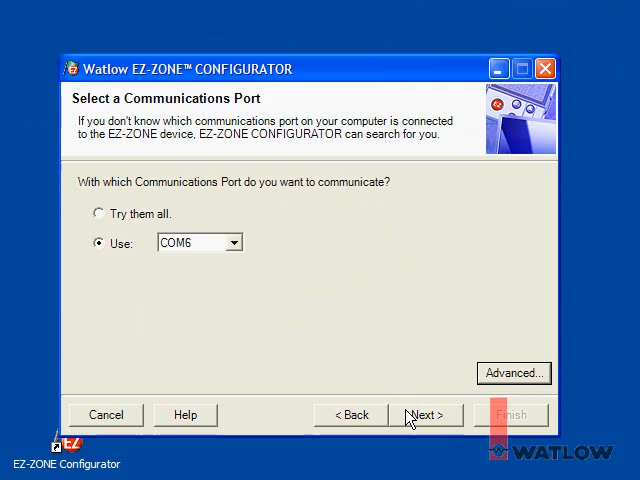 Watlow EZ-ZONE™ CONFIGURATOR
Select a Communications Port
If you don't know which communications port on your computer is connected
to the EZ-ZONE device, EZ-ZONE CONFIGURATOR can search for you.
EZ
With which Communications Port do you want to communicate?
Try them all.
Use: COM6
Advanced...
Cancel Help < Back Next > Finish
EZ
WATLOW
EZ-ZONE Configurator